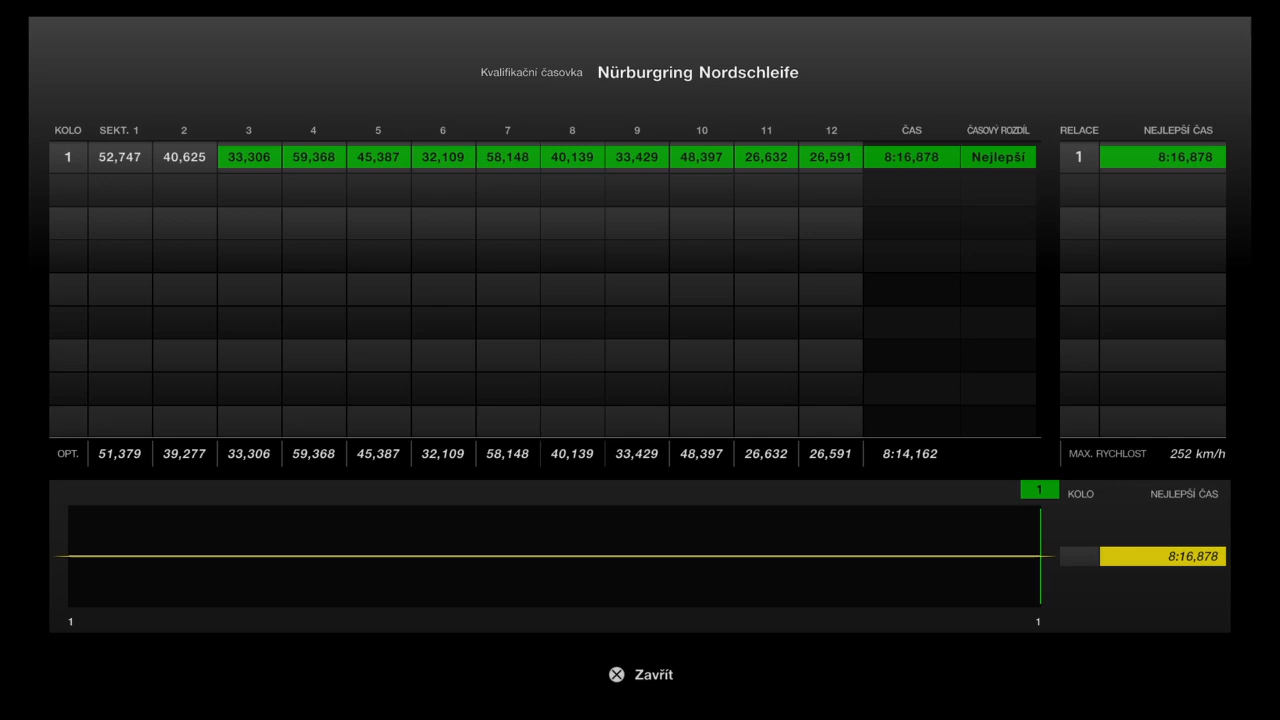 Kvalifikační časovka Nürburgring Nordschleife
KOLO SEKT. 1 2 3 4 5 6 7 8 9 10 11 12 ČAS ČASOVÝ ROZDÍL RELACE NEJLEPŠÍ ČAS
1 52,747 40,625 33,306 59,368 45,387 32,109 58,148 40,139 33,429 48,397 26,632 26,591 8:16,878 Nejlepší 1 8:16,878
OPT. 51,379 39,277 33,306 59,368 45,387 32,109 58,148 40,139 33,429 48,397 26,632 26,591 8:14,162 MAX. RYCHLOST 252 km/h
1 KOLO NEJLEPŠÍ ČAS
8:16,878
1 1
Zavřít